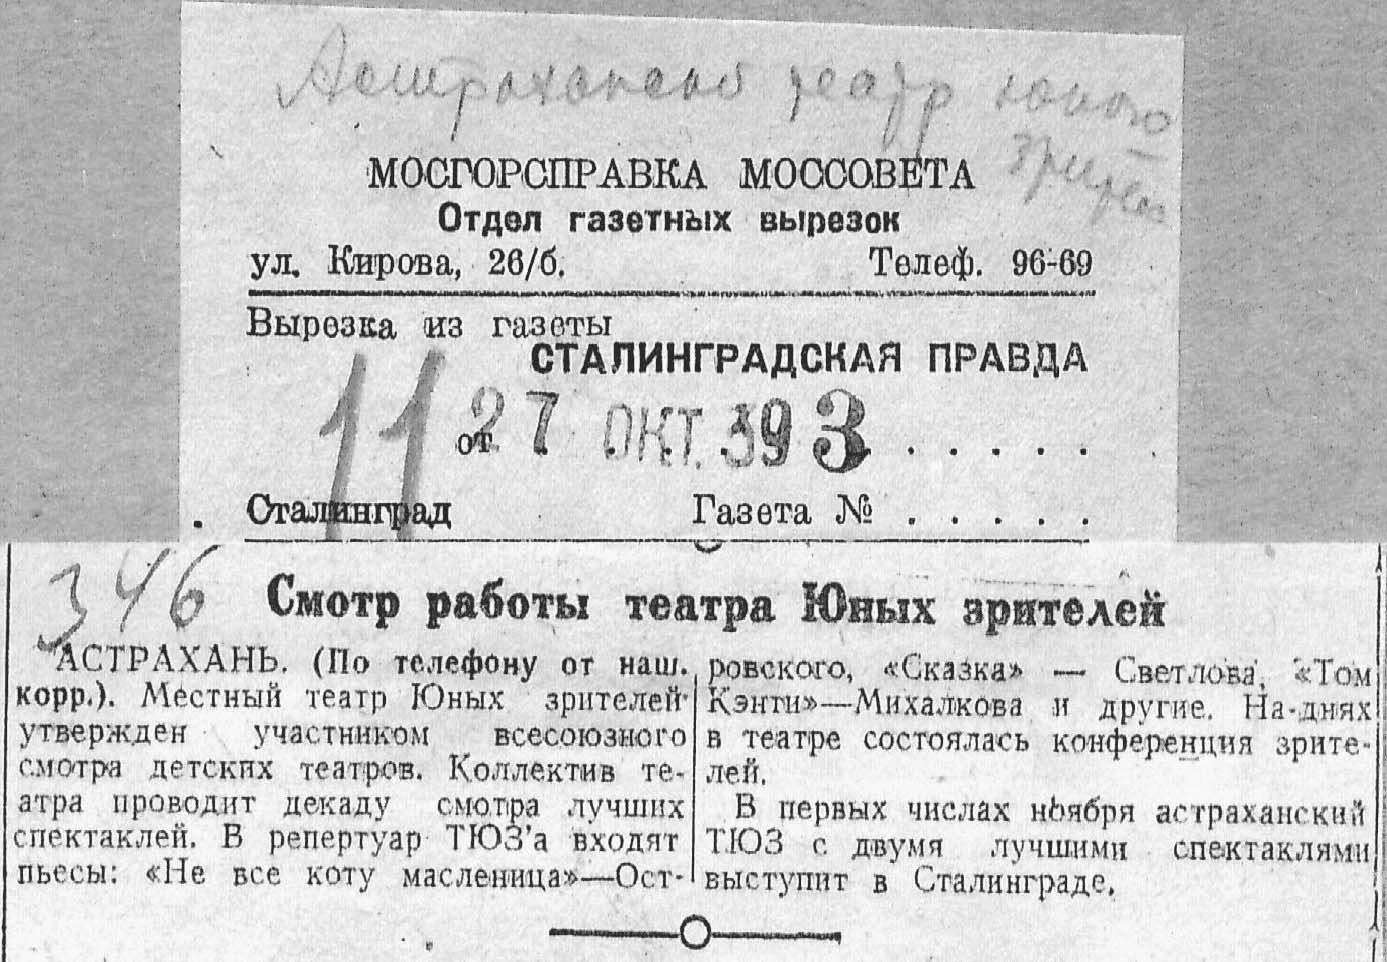 Астраханский театр юного
зрителя
МОСГОРСПРАВКА МОССОВЕТА
Отдел газетных вырезок
ул. Кирова, 26/б. Телеф. 96-69
Вырезка из газеты
СТАЛИНГРАДСКАЯ ПРАВДА
11
от 27 ОКТ. 39 3 . . . . .
Сталинград Газета № . . . . .
346
Смотр работы театра Юных зрителей
АСТРАХАНЬ. (По телефону от наш.
корр.). Местный театр Юных зрителей
утвержден участником всесоюзного
смотра детских театров. Коллектив те-
атра проводит декаду смотра лучших
спектаклей. В репертуар ТЮЗ'а входят
пьесы: «Не все коту масленица»—Ост-
ровского, «Сказка» — Светлова, «Том
Кэнти»—Михалкова и другие. На-днях
в театре состоялась конференция зрите-
лей.
В первых числах ноября астраханский
ТЮЗ с двумя лучшими спектаклями
выступит в Сталинграде.